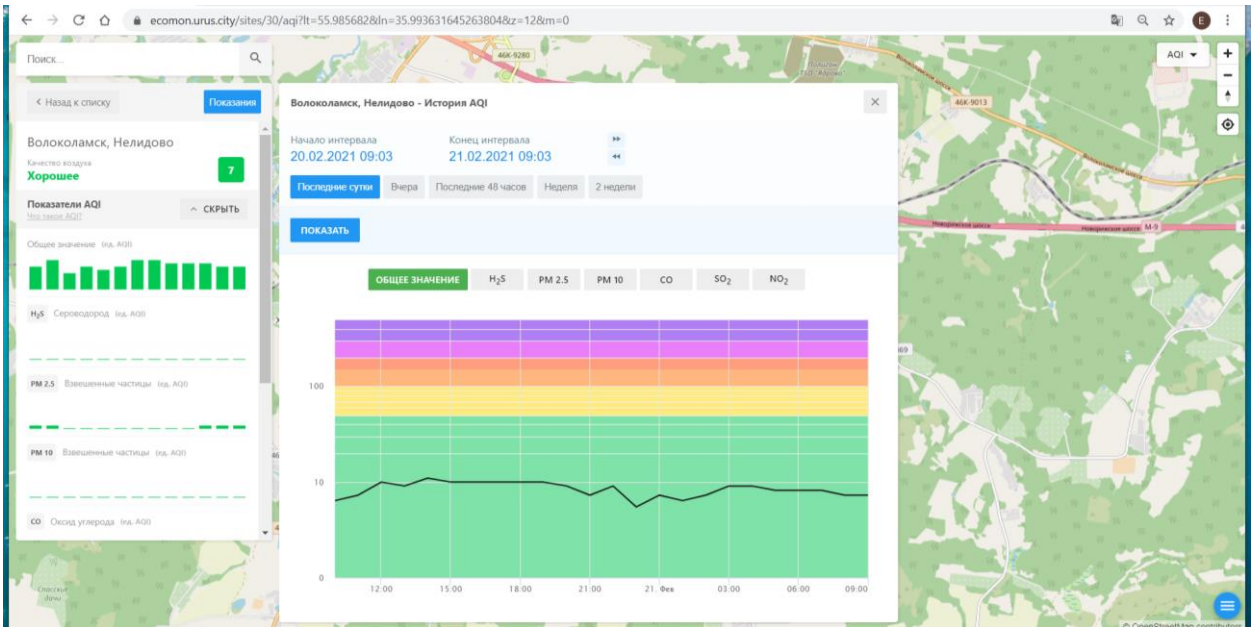 ecomon.urus.city/sites/30/aqi?lt=55.985682&ln=35.993631645263804&z=12&m=0
E
Поиск...
46K-9280
AQI
46K-9013
< Назад к списку
Показания
Волоколамск, Нелидово - История AQI
Волоколамск, Нелидово
Качество воздуха
Хорошее
7
Начало интервала
Конец интервала
20.02.2021 09:03
21.02.2021 09:03
Последние сутки
Вчера
Последние 48 часов
Неделя
2 недели
Показатели AQI
Что такое AQI?
СКРЫТЬ
ПОКАЗАТЬ
Новорижское шоссе
Новорижское шоссе
М-9
Общее значение (ед. AQI)
ОБЩЕЕ ЗНАЧЕНИЕ
H₂S
PM 2.5
PM 10
CO
SO₂
NO₂
H₂S Сероводород (ед. AQI)
PM 2.5 Взвешенные частицы (ед. AQI)
PM 10 Взвешенные частицы (ед. AQI)
CO Оксид углерода (ед. AQI)
100
10
0
12:00
15:00
18:00
21:00
21. Фев
03:00
06:00
09:00
© OpenStreetMap contributors